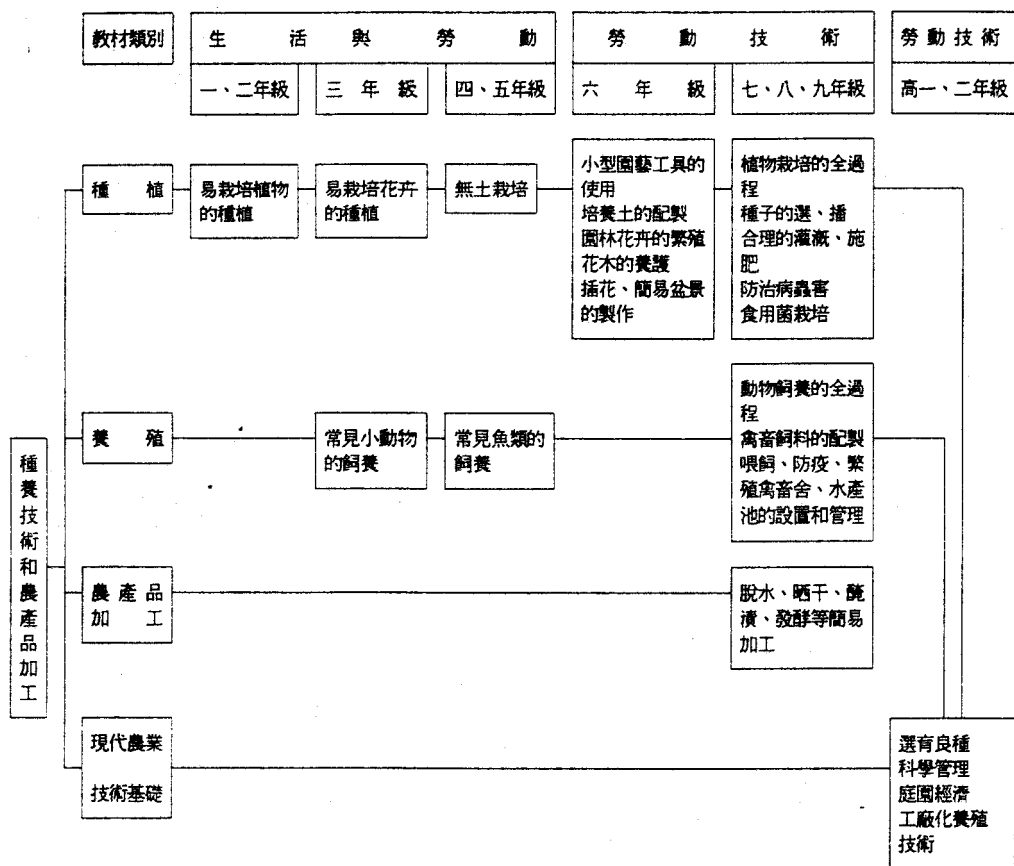 教材類別
生活與勞動
勞動技術
勞動技術
一、二年級
三年級
四、五年級
六年級
七、八、九年級
高一、二年級
種養技術和農產品加工
種植
易栽培植物
的種植
易栽培花卉
的種植
無土栽培
小型園藝工具的
使用
培養土的配製
園林花卉的繁殖
花木的養護
插花、簡易盆景
的製作
植物栽培的全過
程
種子的選、播
合理的灌溉、施
肥
防治病蟲害
食用菌栽培
養殖
常見小動物
的飼養
常見魚類的
飼養
動物飼養的全過
程
禽畜飼料的配製
喂飼、防疫、繁
殖禽畜舍、水產
池的設置和管理
農產品
加工
脫水、晒干、醃
漬、發酵等簡易
加工
現代農業
技術基礎
選育良種
科學管理
庭園經濟
工廠化養殖
技術